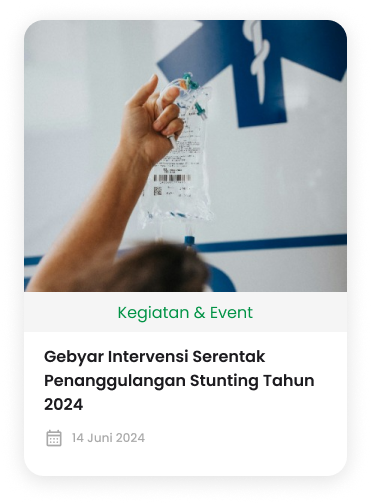 Kegiatan & Event
Gebyar Intervensi Serentak
Penanggulangan Stunting Tahun
2024
14 Juni 2024